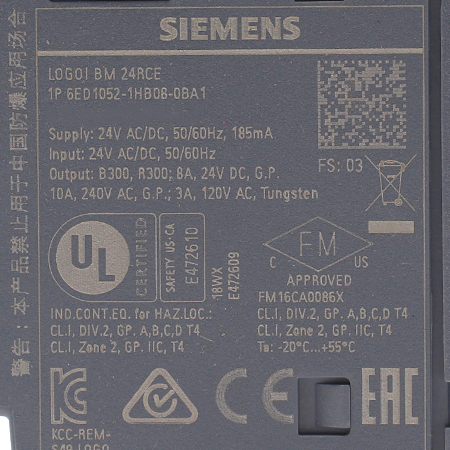 SIEMENS
LOGO! BM 24RCE
1P 6ED1052-1HB08-0BA1
Supply: 24V AC/DC, 50/60Hz, 185mA
Input: 24V AC/DC, 50/60Hz
Output: B300, R300; 8A, 24V DC, G.P.
10A, 240V AC, G.P.; 3A, 120V AC, Tungsten
FS: 03
UL
CERTIFIED
SAFETY US-CA
E472610
18WX
E472609
FM
C US
APPROVED
FM16CA0086X
IND.CONT.EQ. for HAZ.LOC.:
CL.I, DIV.2, GP. A,B,C,D T4
CL.I, Zone 2, GP. IIC, T4
CL.I, DIV.2, GP. A,B,C,D T4
CL.I, Zone 2, GP. IIC, T4
Ta: -20°C...+55°C
CE
EAC
KCC-REM-
S49-LOGO
警告：本产品禁止用于中国防爆应用场合